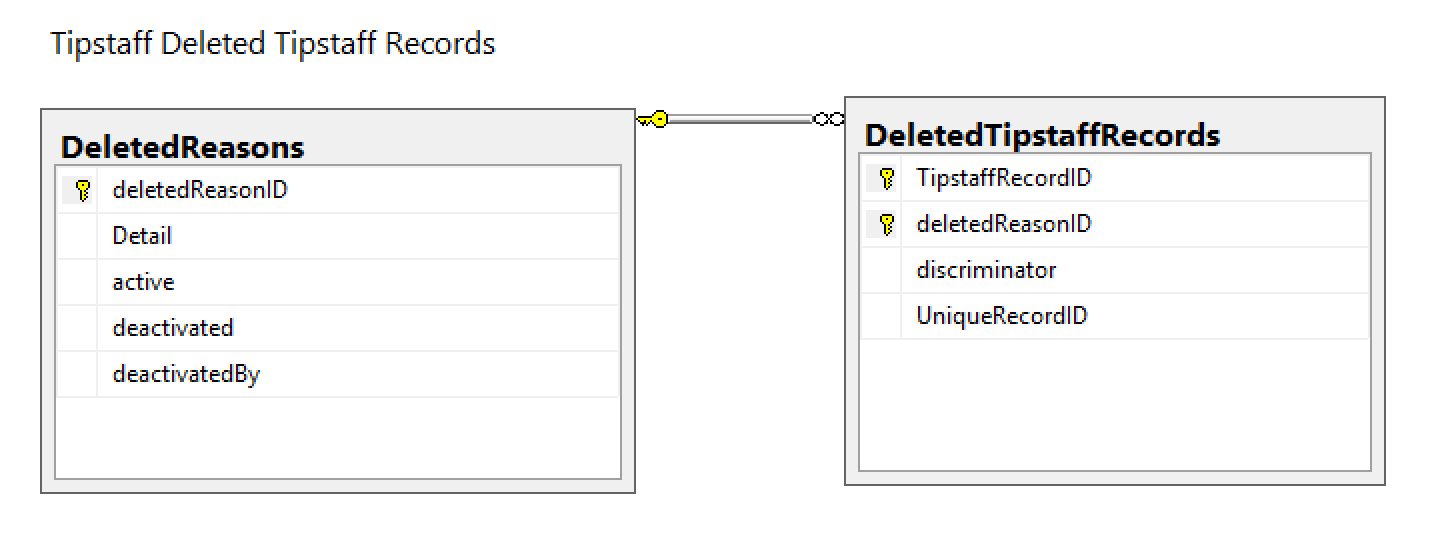 Tipstaff Deleted Tipstaff Records
DeletedReasons
deletedReasonID
Detail
active
deactivated
deactivatedBy
DeletedTipstaffRecords
TipstaffRecordID
deletedReasonID
discriminator
UniqueRecordID